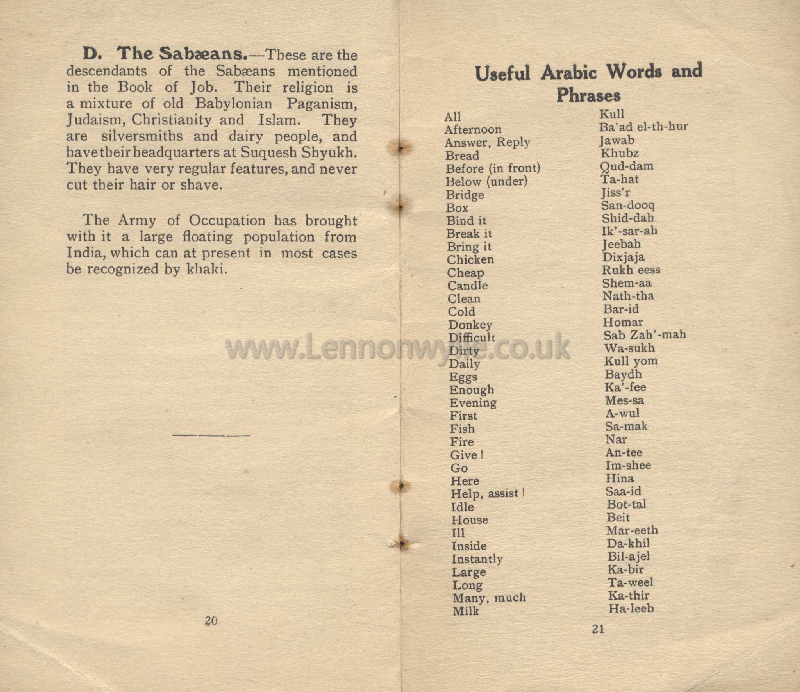 D. The Sabæans.—These are the
descendants of the Sabæans mentioned
in the Book of Job. Their religion is
a mixture of old Babylonian Paganism,
Judaism, Christianity and Islam. They
are silversmiths and dairy people, and
have their headquarters at Suquesh Shyukh.
They have very regular features, and never
cut their hair or shave.
The Army of Occupation has brought
with it a large floating population from
India, which can at present in most cases
be recognized by khaki.
20
Useful Arabic Words and
Phrases
All Kull
Afternoon Ba'ad el-th-hur
Answer, Reply Jawab
Bread Khubz
Before (in front) Qud-dam
Below (under) Ta-hat
Bridge Jiss'r
Box San-dooq
Bind it Shid-dah
Break it Ik'-sar-ah
Bring it Jeebah
Chicken Dixjaja
Cheap Rukh eess
Candle Shem-aa
Clean Nath-tha
Cold Bar-id
Donkey Homar
Difficult Sab Zah'-mah
Dirty Wa-sukh
Daily Kull yom
Eggs Baydh
Enough Ka'-fee
Evening Mes-sa
First A-wul
Fish Sa-mak
Fire Nar
Give! An-tee
Go Im-shee
Here Hina
Help, assist! Saa-id
Idle Bot-tal
House Beit
Ill Mar-eeth
Inside Da-khil
Instantly Bil-ajel
Large Ka-bir
Long Ta-weel
Many, much Ka-thir
Milk Ha-leeb
21
www.Lennonwylie.co.uk